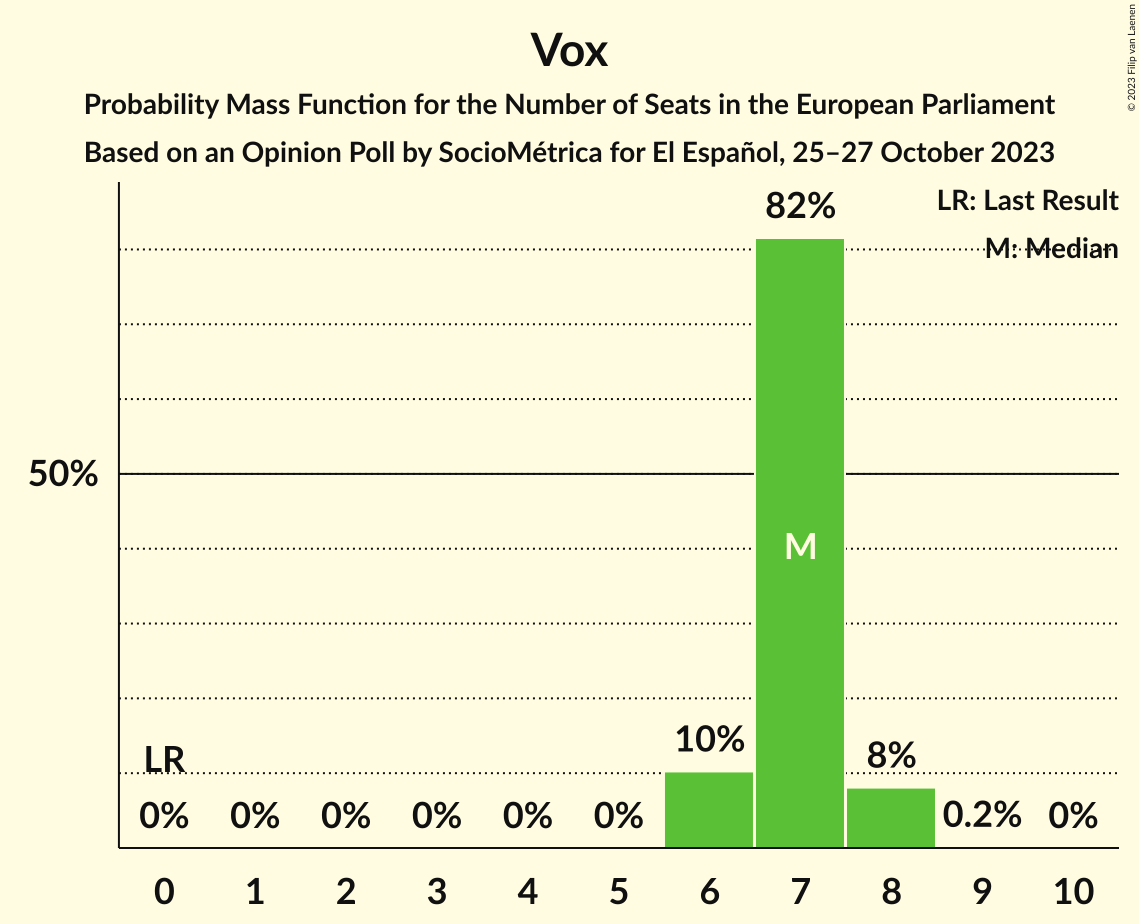 Vox
Probability Mass Function for the Number of Seats in the European Parliament
Based on an Opinion Poll by SocioMétrica for El Español, 25–27 October 2023
© 2023 Filip van Laenen
LR: Last Result
M: Median
82%
50%
M
10%
8%
LR
0%
0%
0%
0%
0%
0%
0.2%
0%
0 1 2 3 4 5 6 7 8 9 10